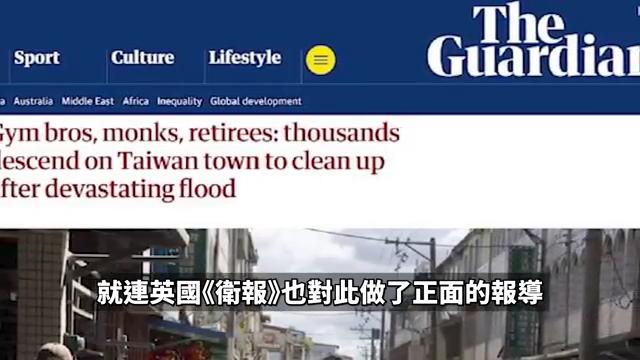 The
Guardian
Sport
Culture
Lifestyle
Australia Middle East Africa Inequality Global development
Gym bros, monks, retirees: thousands
descend on Taiwan town to clean up
after devastating flood
就連英國《衛報》也對此做了正面的報導